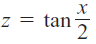 z = tan x/2